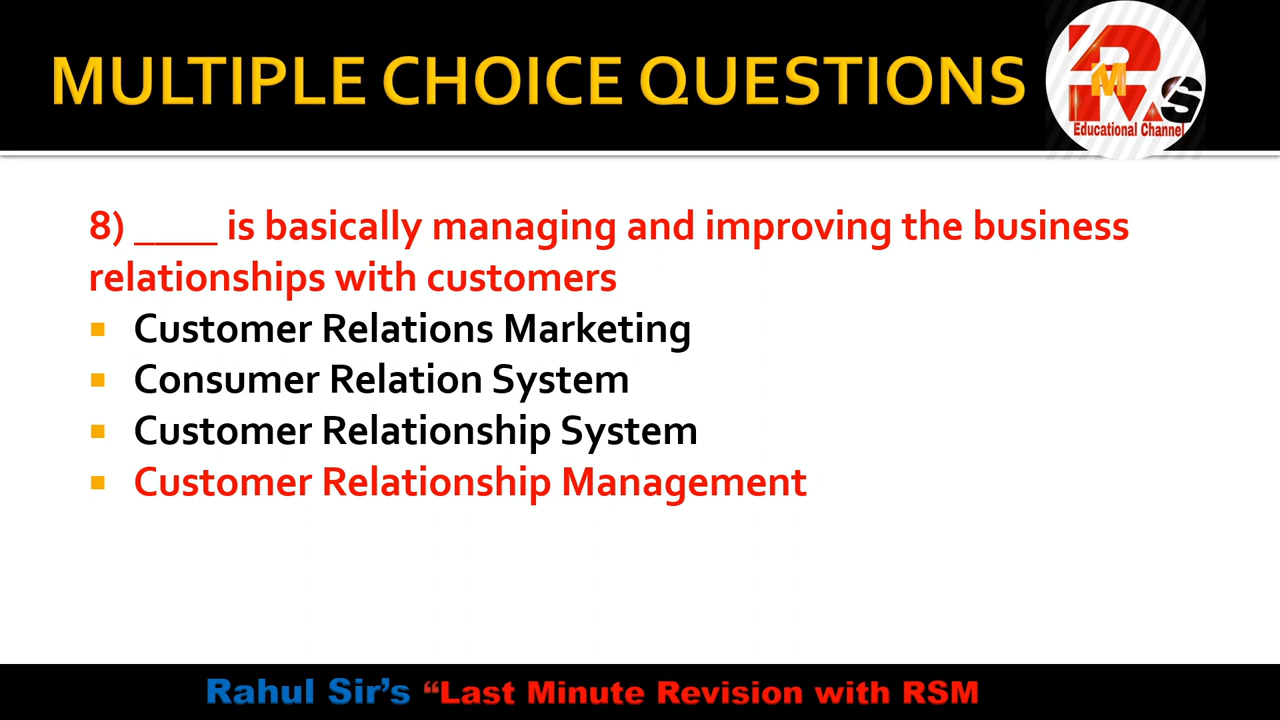 MULTIPLE CHOICE QUESTIONS
RMS
Educational Channel
8) ____ is basically managing and improving the business
relationships with customers
Customer Relations Marketing
Consumer Relation System
Customer Relationship System
Customer Relationship Management
Rahul Sir’s “Last Minute Revision with RSM